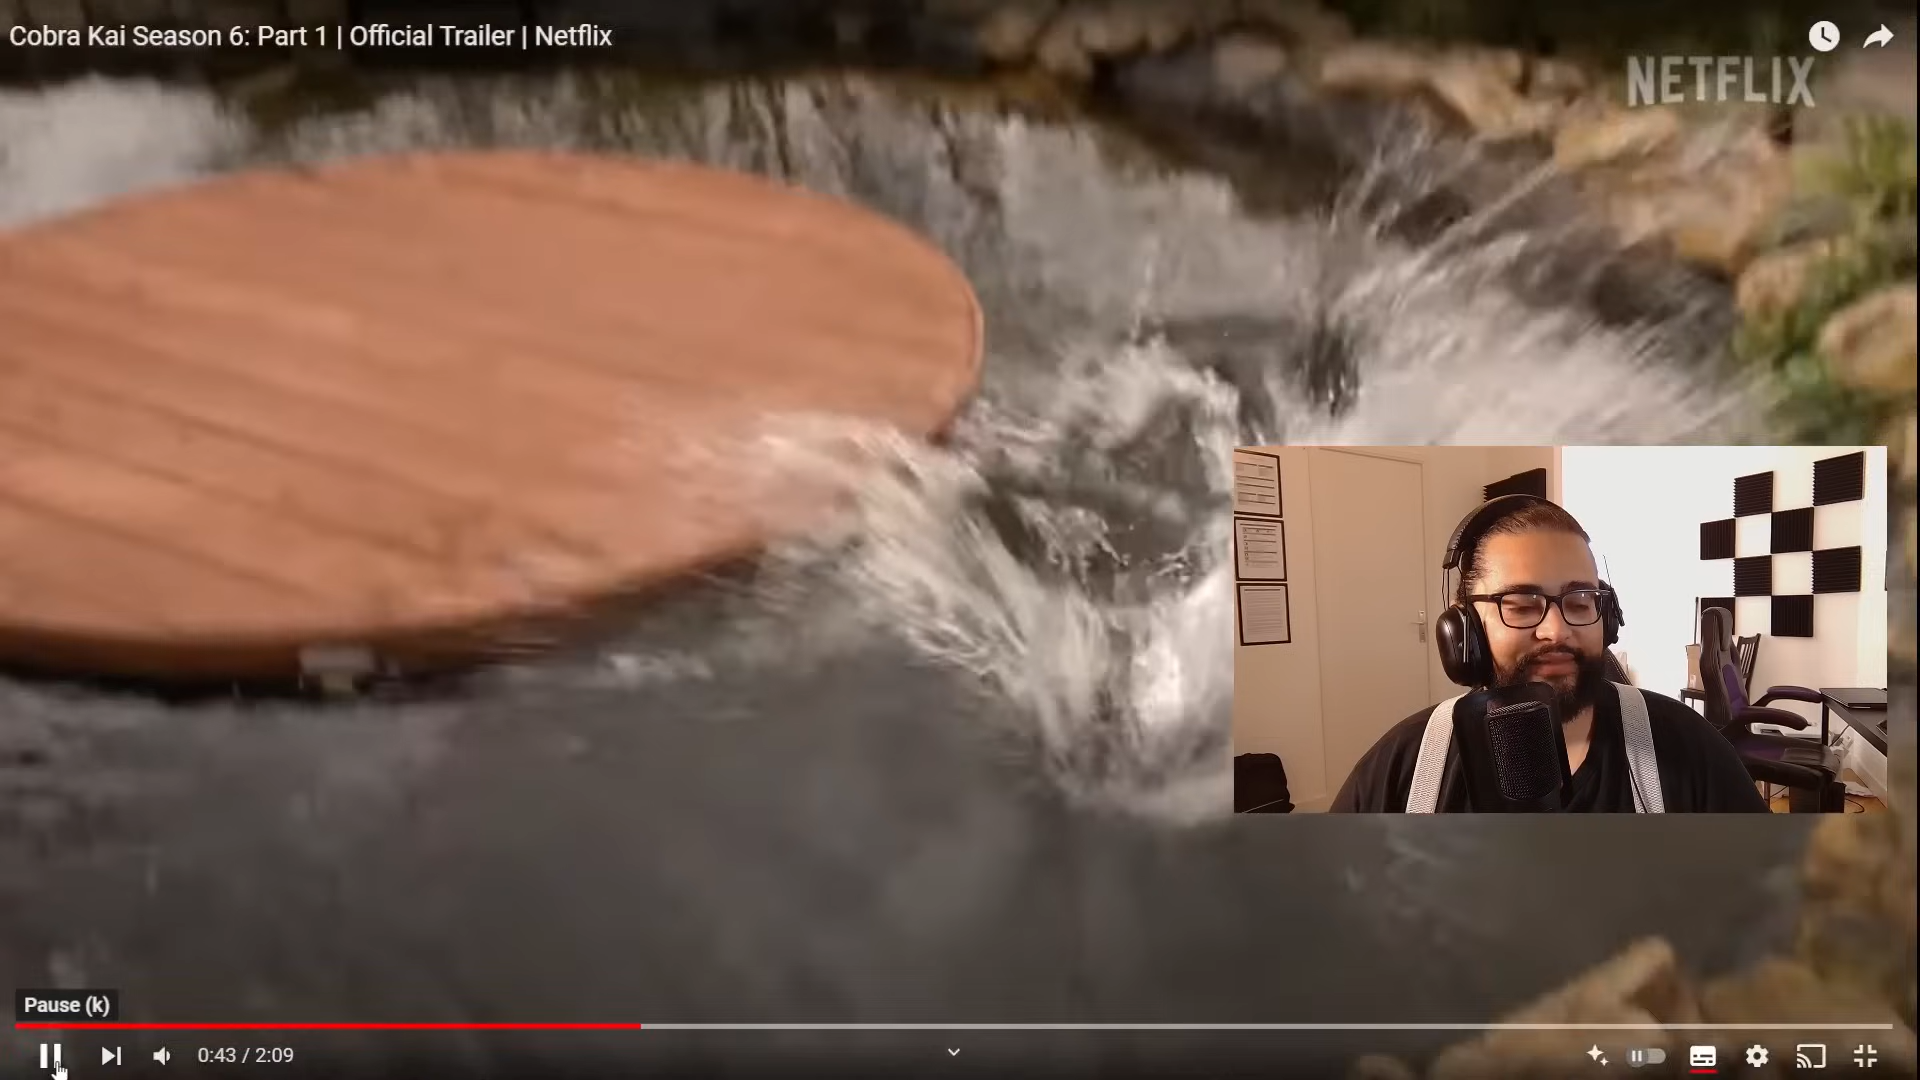 Cobra Kai Season 6: Part 1 | Official Trailer | Netflix
NETFLIX
Pause (k)
0:43 / 2:09